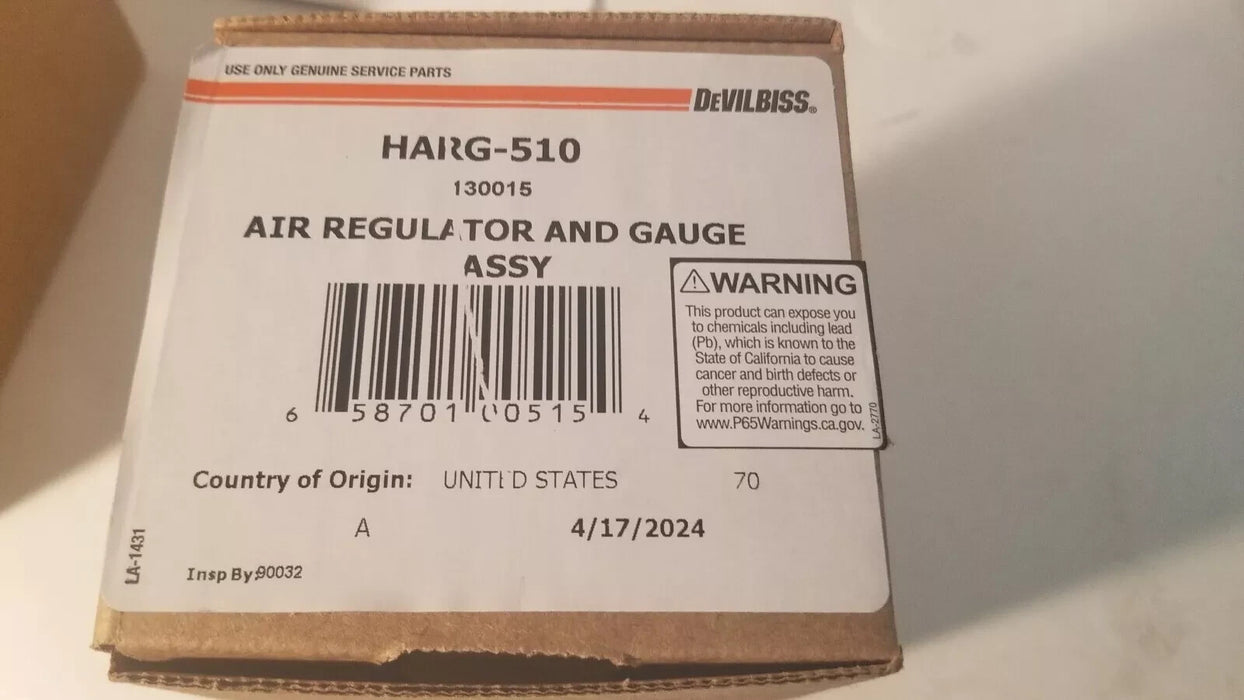 USE ONLY GENUINE SERVICE PARTS
DEVILBISS®
HARG-510
130015
AIR REGULATOR AND GAUGE
ASSY
⚠WARNING
This product can expose you
to chemicals including lead
(Pb), which is known to the
State of California to cause
cancer and birth defects or
other reproductive harm.
For more information go to
www.P65Warnings.ca.gov.
LA-2770
6 58701 00515 4
Country of Origin: UNITED STATES 70
A 4/17/2024
LA-1431
Insp By:90032